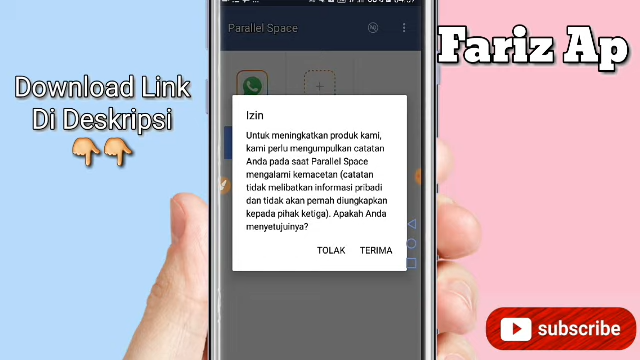 Parallel Space
Fariz Ap
Download Link
Di Deskripsi
Izin
Untuk meningkatkan produk kami,
kami perlu mengumpulkan catatan
Anda pada saat Parallel Space
mengalami kemacetan (catatan
tidak melibatkan informasi pribadi
dan tidak akan pernah diungkapkan
kepada pihak ketiga). Apakah Anda
menyetujuinya?
TOLAK TERIMA
subscribe